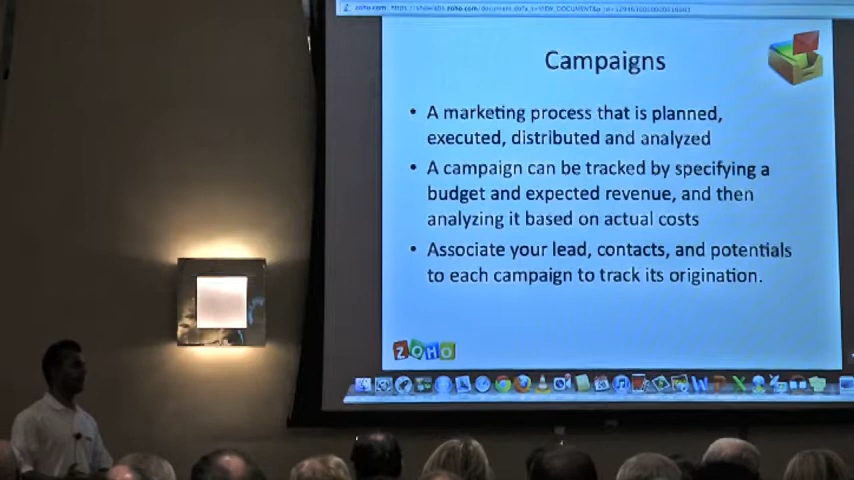 Campaigns
• A marketing process that is planned,
executed, distributed and analyzed
• A campaign can be tracked by specifying a
budget and expected revenue, and then
analyzing it based on actual costs
• Associate your lead, contacts, and potentials
to each campaign to track its origination.
ZOHO